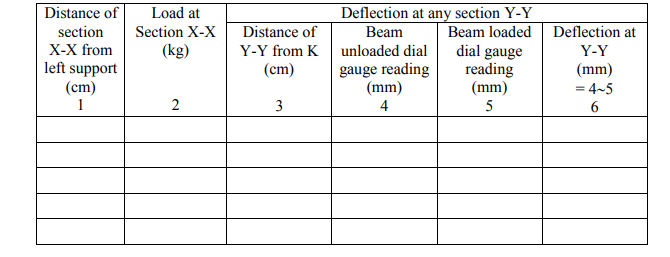 Distance of section X-X from left support (cm) 1
Load at Section X-X (kg) 2
Deflection at any section Y-Y
Distance of Y-Y from K (cm) 3
Beam unloaded dial gauge reading (mm) 4
Beam loaded dial gauge reading (mm) 5
Deflection at Y-Y (mm) = 4~5 6